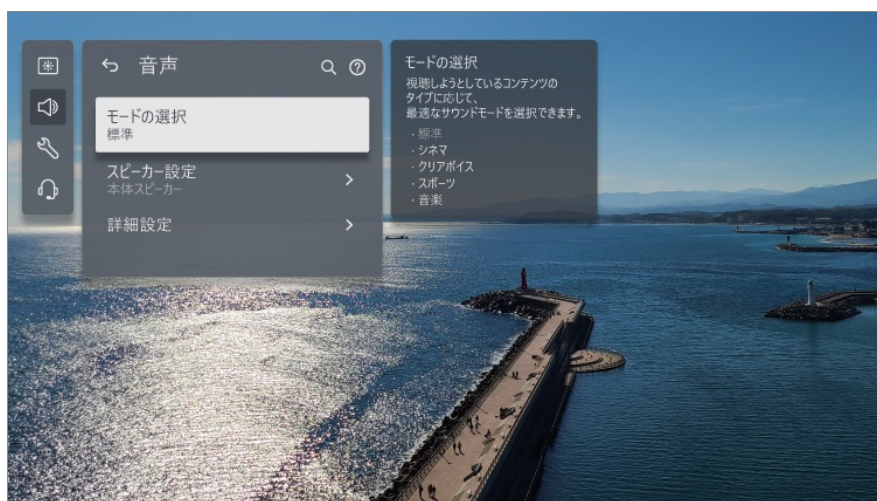 音声
モードの選択
標準
スピーカー設定
本体スピーカー
詳細設定
モードの選択
視聴しようとしているコンテンツの
タイプに応じて、
最適なサウンドモードを選択できます。
・標準
・シネマ
・クリアボイス
・スポーツ
・音楽